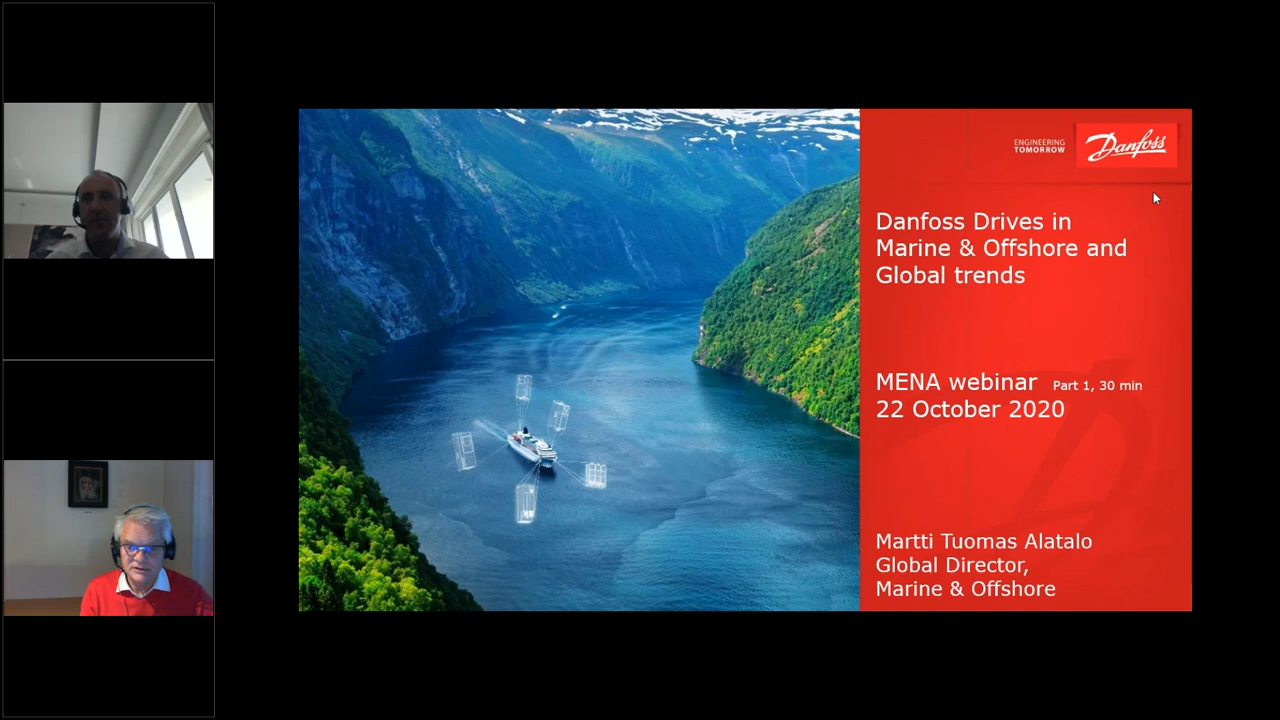 ENGINEERING
TOMORROW
Danfoss
Danfoss Drives in
Marine & Offshore and
Global trends
MENA webinar Part 1, 30 min
22 October 2020
Martti Tuomas Alatalo
Global Director,
Marine & Offshore